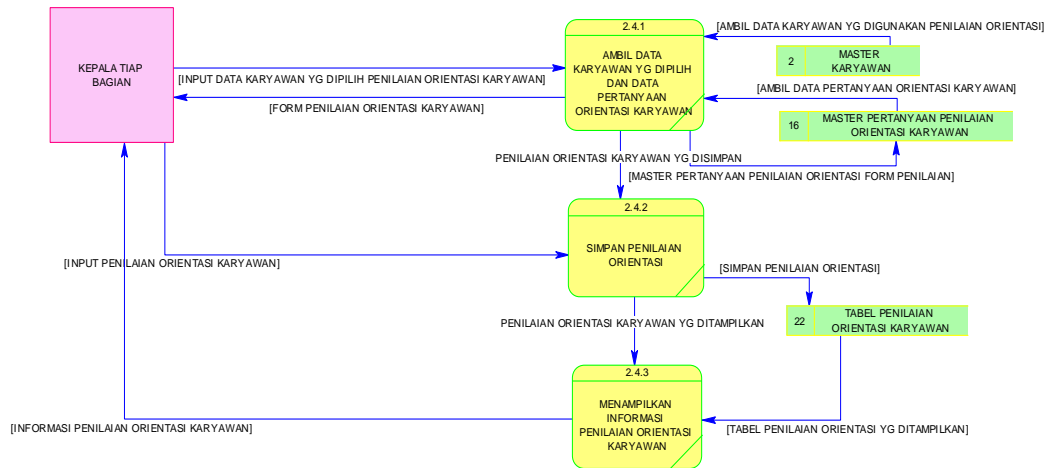 KEPALA TIAP
BAGIAN
[INPUT DATA KARYAWAN YG DIPILIH PENILAIAN ORIENTASI KARYAWAN]
[FORM PENILAIAN ORIENTASI KARYAWAN]
2.4.1
AMBIL DATA
KARYAWAN YG DIPILIH
DAN DATA
PERTANYAAN
ORIENTASI KARYAWAN
[AMBIL DATA KARYAWAN YG DIGUNAKAN PENILAIAN ORIENTASI]
2
MASTER
KARYAWAN
[AMBIL DATA PERTANYAAN ORIENTASI KARYAWAN]
16
MASTER PERTANYAAN PENILAIAN
ORIENTASI KARYAWAN
PENILAIAN ORIENTASI KARYAWAN YG DISIMPAN
[MASTER PERTANYAAN PENILAIAN ORIENTASI FORM PENILAIAN]
2.4.2
SIMPAN PENILAIAN
ORIENTASI
[INPUT PENILAIAN ORIENTASI KARYAWAN]
[SIMPAN PENILAIAN ORIENTASI]
22
TABEL PENILAIAN
ORIENTASI KARYAWAN
PENILAIAN ORIENTASI KARYAWAN YG DITAMPILKAN
2.4.3
MENAMPILKAN
INFORMASI
PENILAIAN ORIENTASI
KARYAWAN
[INFORMASI PENILAIAN ORIENTASI KARYAWAN]
[TABEL PENILAIAN ORIENTASI YG DITAMPILKAN]